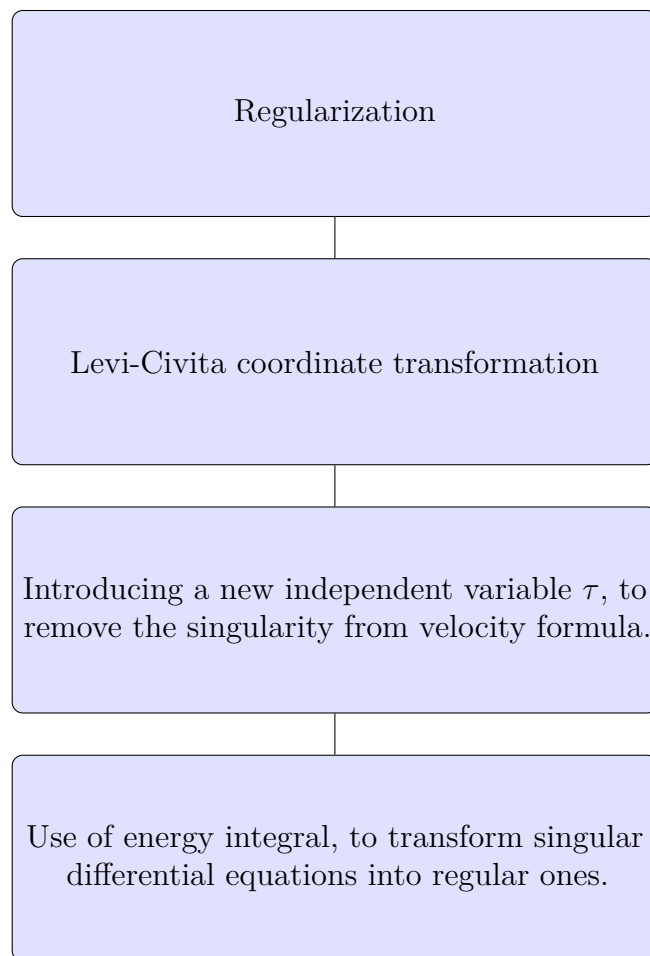 Regularization
Levi-Civita coordinate transformation
Introducing a new independent variable τ, to
remove the singularity from velocity formula.
Use of energy integral, to transform singular
differential equations into regular ones.